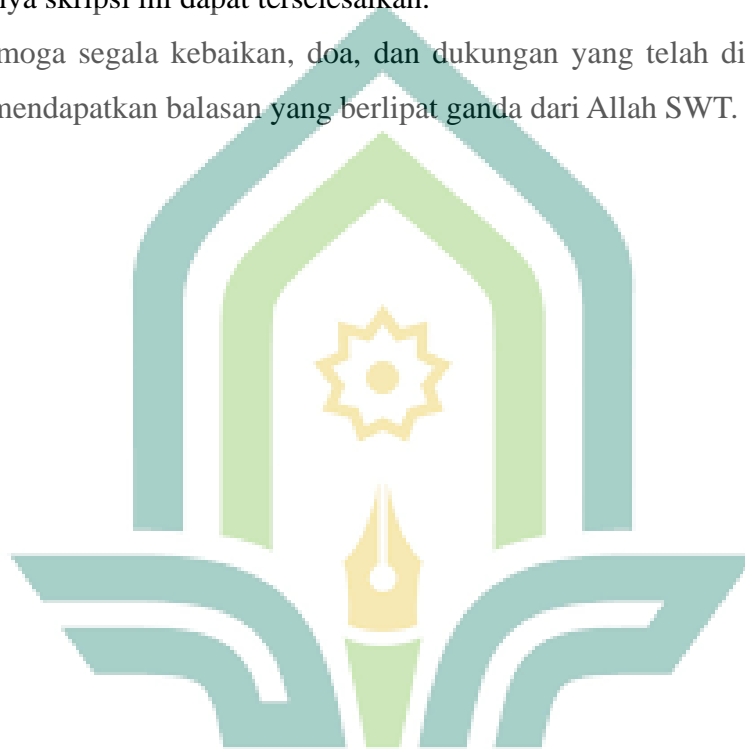 ya skripsi ini dapat terselesaikan.
moga segala kebaikan, doa, dan dukungan yang telah di
mendapatkan balasan yang berlipat ganda dari Allah SWT.